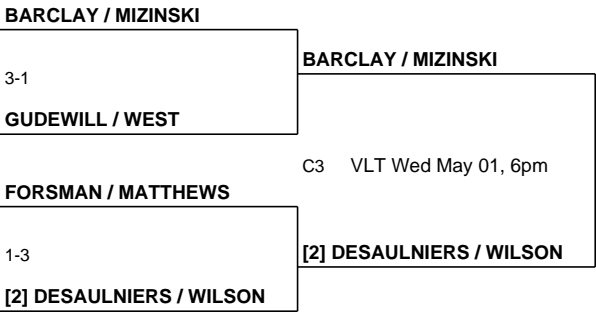 BARCLAY / MIZINSKI
3-1
GUDEWILL / WEST
BARCLAY / MIZINSKI
C3 VLT Wed May 01, 6pm
[2] DESAULNIERS / WILSON
FORSMAN / MATTHEWS
1-3
[2] DESAULNIERS / WILSON